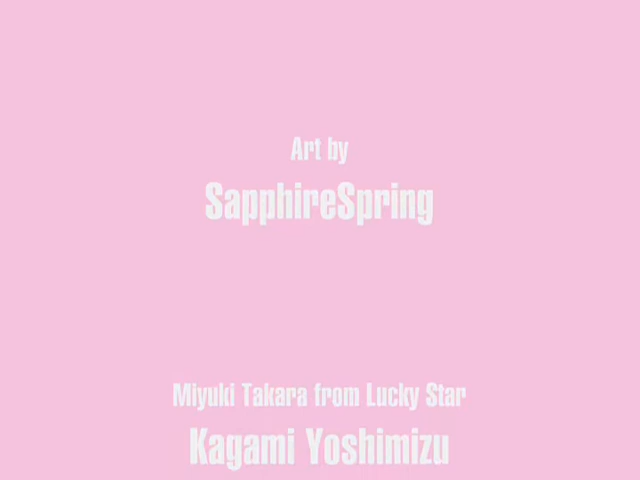 Art by
SapphireSpring
Miyuki Takara from Lucky Star
Kagami Yoshimizu